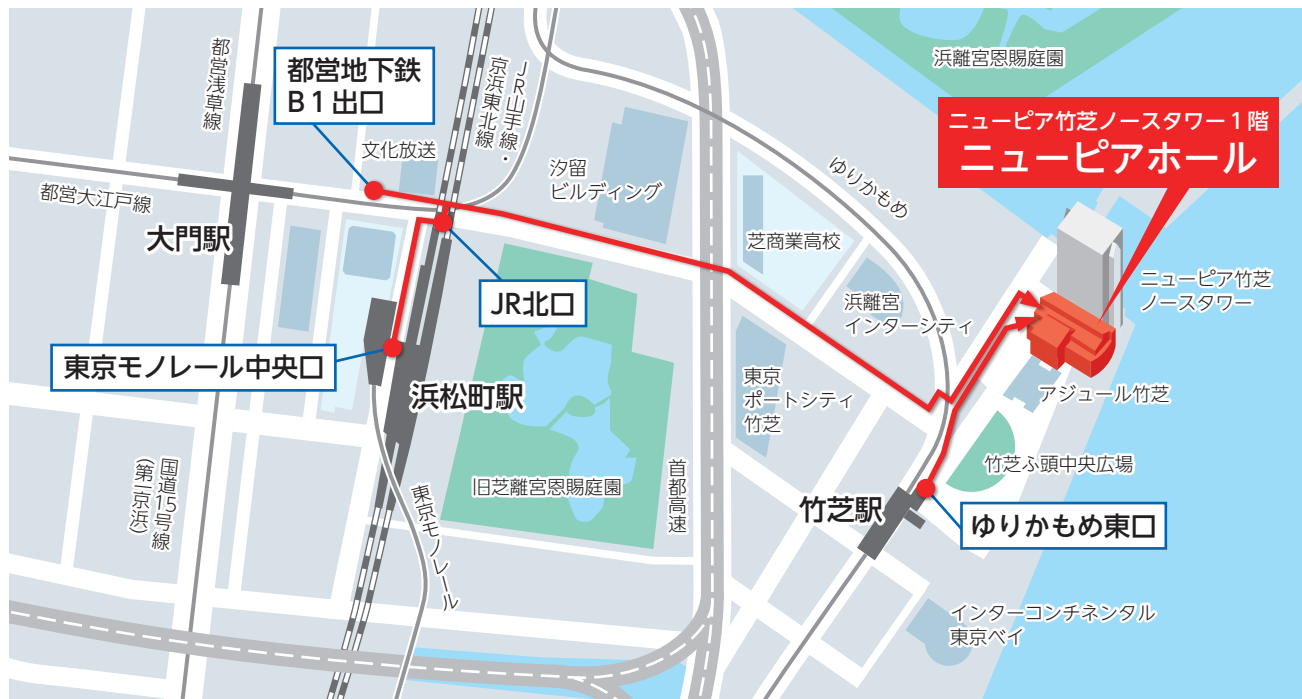 浜離宮恩賜庭園
都営浅草線
都営地下鉄
B1出口
JR山手線・
京浜東北線
ニューピア竹芝ノースタワー1階
ニューピアホール
文化放送
汐留
ビルディング
ゆりかもめ
都営大江戸線
大門駅
芝商業高校
ニューピア竹芝
ノースタワー
JR北口
浜離宮
インターシティ
東京モノレール中央口
浜松町駅
東京
ポートシティ
竹芝
アジュール竹芝
竹芝ふ頭中央広場
国道15号線
(第一京浜)
旧芝離宮恩賜庭園
首都高速
東京モノレール
竹芝駅
ゆりかもめ東口
インターコンチネンタル
東京ベイ